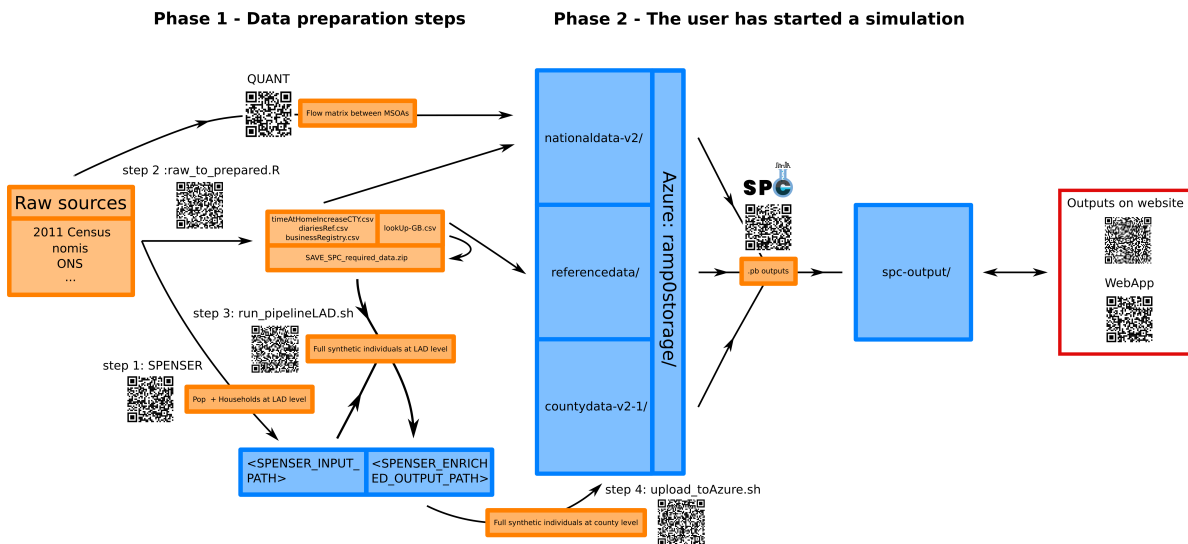 Phase 1 - Data preparation steps
Phase 2 - The user has started a simulation
QUANT
Flow matrix between MSOAs
step 2 :raw_to_prepared.R
Raw sources
2011 Census
nomis
ONS
...
timeAtHomeIncreaseCTY.csv
diariesRef.csv
businessRegistry.csv
lookUp-GB.csv
SAVE_SPC_required_data.zip
step 3: run_pipelineLAD.sh
Full synthetic individuals at LAD level
step 1: SPENSER
Pop + Households at LAD level
<SPENSER_INPUT_
PATH>
<SPENSER_ENRICH
ED_OUTPUT_PATH>
Full synthetic individuals at county level
step 4: upload_toAzure.sh
nationaldata-v2/
referencedata/
countydata-v2-1/
Azure: ramp0storage/
SPC
.pb outputs
spc-output/
Outputs on website
WebApp